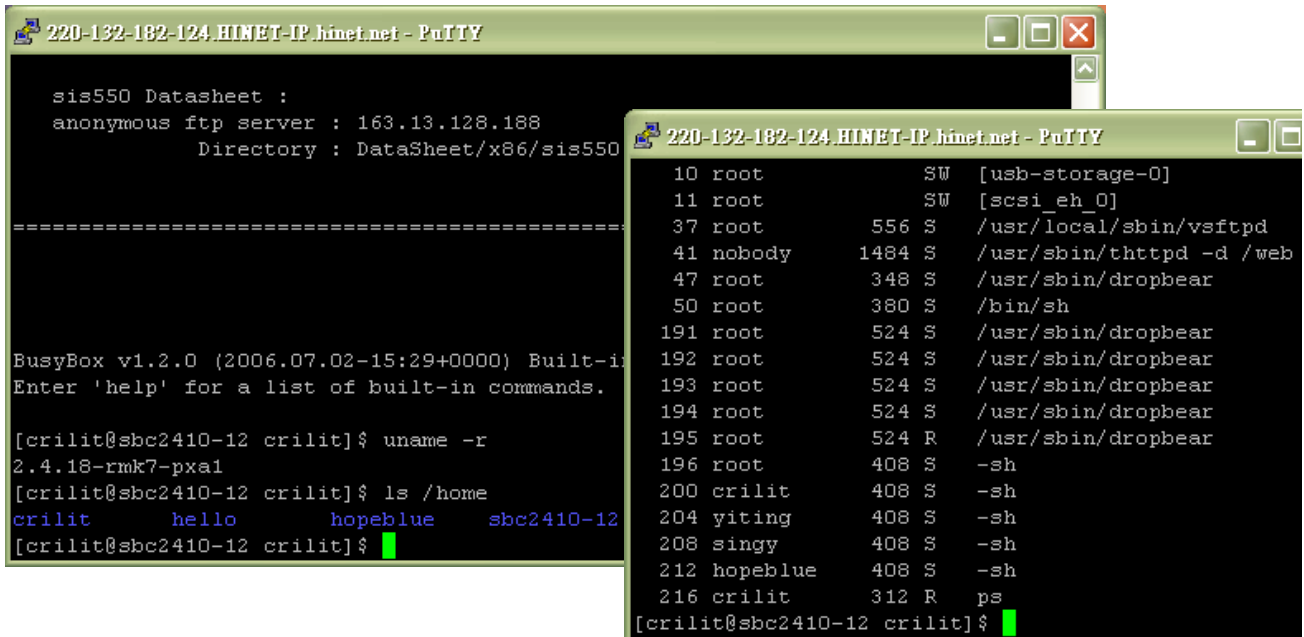 220-132-182-124.HINET-IP.hinet.net - PuTTY
sis550 Datasheet :
anonymous ftp server : 163.13.128.188
Directory : DataSheet/x86/sis550
=================================================
BusyBox v1.2.0 (2006.07.02-15:29+0000) Built-i
Enter 'help' for a list of built-in commands.
[crilit@sbc2410-12 crilit]$ uname -r
2.4.18-rmk7-pxa1
[crilit@sbc2410-12 crilit]$ ls /home
crilit hello hopeblue sbc2410-12
[crilit@sbc2410-12 crilit]$
220-132-182-124.HINET-IP.hinet.net - PuTTY
10 root SW [usb-storage-0]
11 root SW [scsi_eh_0]
37 root 556 S /usr/local/sbin/vsftpd
41 nobody 1484 S /usr/sbin/thttpd -d /web
47 root 348 S /usr/sbin/dropbear
50 root 380 S /bin/sh
191 root 524 S /usr/sbin/dropbear
192 root 524 S /usr/sbin/dropbear
193 root 524 S /usr/sbin/dropbear
194 root 524 S /usr/sbin/dropbear
195 root 524 R /usr/sbin/dropbear
196 root 408 S -sh
200 crilit 408 S -sh
204 yiting 408 S -sh
208 singy 408 S -sh
212 hopeblue 408 S -sh
216 crilit 312 R ps
[crilit@sbc2410-12 crilit]$